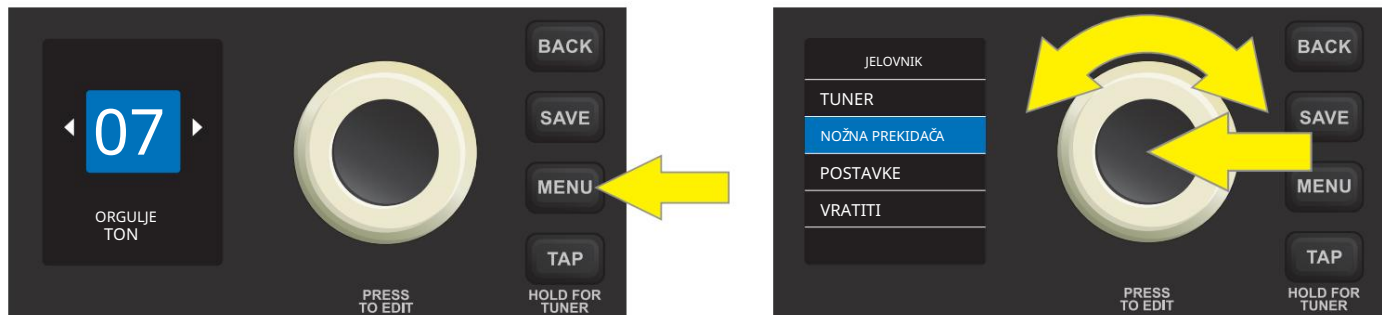 07
ORGULJE
TON
BACK
SAVE
MENU
TAP
PRESS
TO EDIT
HOLD FOR
TUNER
JELOVNIK
TUNER
NOŽNA PREKIDAČA
POSTAVKE
VRATITI
BACK
SAVE
MENU
TAP
PRESS
TO EDIT
HOLD FOR
TUNER